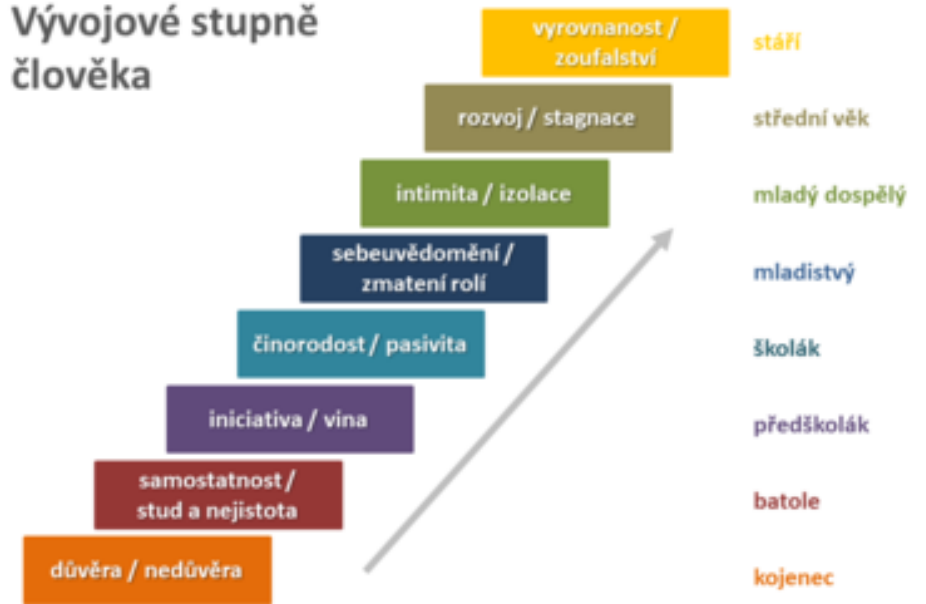 Vývojové stupně
člověka
vyrovnanost /
zoufalství
stáří
rozvoj / stagnace
střední věk
intimita / izolace
mladý dospělý
sebeuvědomění /
zmatení rolí
mladistvý
činorodost / pasivita
školák
iniciativa / vina
předškolák
samostatnost /
stud a nejistota
batole
důvěra / nedůvěra
kojenec